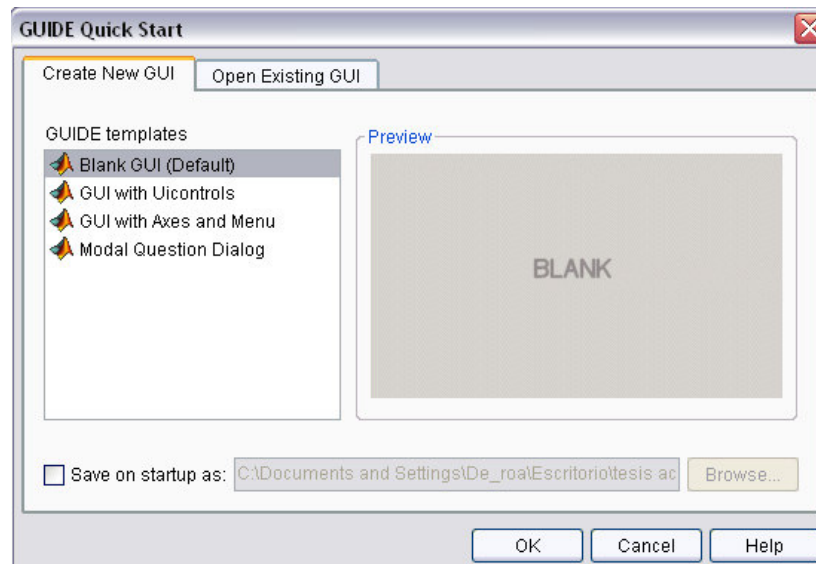 GUIDE Quick Start
Create New GUI
Open Existing GUI
GUIDE templates
Blank GUI (Default)
GUI with Uicontrols
GUI with Axes and Menu
Modal Question Dialog
Preview
BLANK
Save on startup as: C:\Documents and Settings\De_roa\Escritorio\tesis ac Browse...
OK Cancel Help